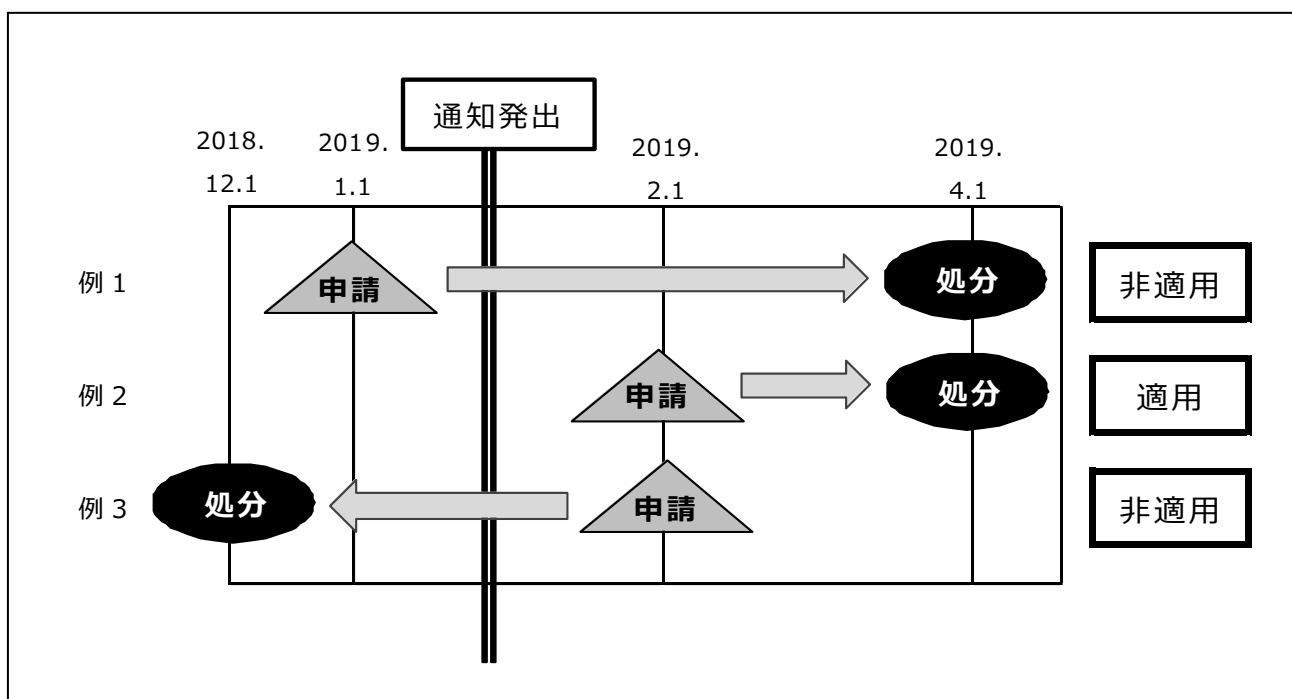 通知発出
2018.
12.1
2019.
1.1
2019.
2.1
2019.
4.1
例 1
申請
処分
非適用
例 2
申請
処分
適用
例 3
処分
申請
非適用